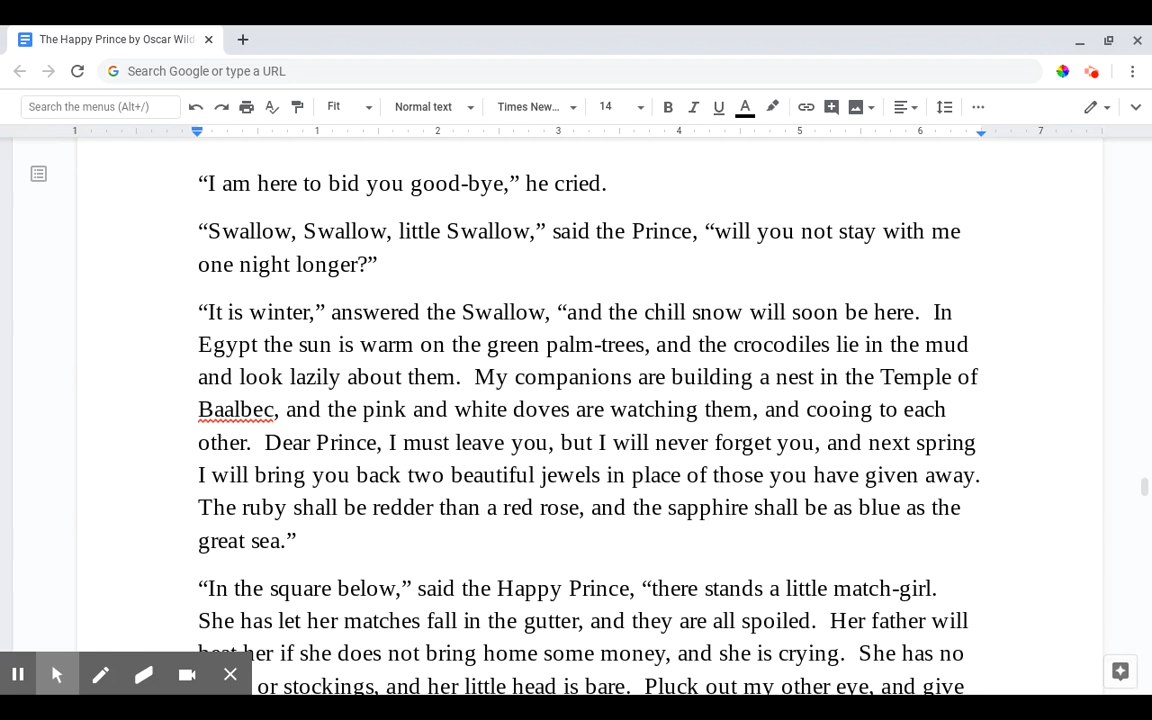 The Happy Prince by Oscar Wild
Search Google or type a URL
Search the menus (Alt+/)
Fit
Normal text
Times New...
14
B I U A
1 1 2 3 4 5 6 7
“I am here to bid you good-bye,” he cried.
“Swallow, Swallow, little Swallow,” said the Prince, “will you not stay with me
one night longer?”
“It is winter,” answered the Swallow, “and the chill snow will soon be here.  In
Egypt the sun is warm on the green palm-trees, and the crocodiles lie in the mud
and look lazily about them.  My companions are building a nest in the Temple of
Baalbec, and the pink and white doves are watching them, and cooing to each
other.  Dear Prince, I must leave you, but I will never forget you, and next spring
I will bring you back two beautiful jewels in place of those you have given away.
The ruby shall be redder than a red rose, and the sapphire shall be as blue as the
great sea.”
“In the square below,” said the Happy Prince, “there stands a little match-girl.
She has let her matches fall in the gutter, and they are all spoiled.  Her father will
beat her if she does not bring home some money, and she is crying.  She has no
or stockings, and her little head is bare.  Pluck out my other eye, and give